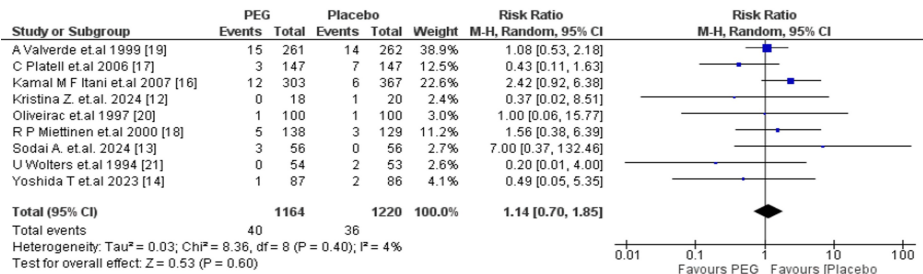 PEG Placebo Risk Ratio Risk Ratio
Study or Subgroup Events Total Events Total Weight M-H, Random, 95% CI M-H, Random, 95% CI
A Valverde et.al 1999 [19] 15 261 14 262 38.9% 1.08 [0.53, 2.18]
C Platell et.al 2006 [17] 3 147 7 147 12.5% 0.43 [0.11, 1.63]
Kamal M F Itani et.al 2007 [16] 12 303 6 367 22.5% 2.42 [0.92, 6.38]
Kristina Z. et.al. 2024 [12] 0 18 1 20 2.4% 0.37 [0.02, 8.51]
Oliveirac et.al 1997 [20] 1 100 1 100 3.0% 1.00 [0.06, 15.77]
R P Miettinen et.al 2000 [18] 5 138 3 129 11.2% 1.56 [0.38, 6.39]
Sodai A. et.al. 2024 [13] 3 56 0 56 2.7% 7.00 [0.37, 132.46]
U Wolters et.al 1994 [21] 0 54 2 53 2.6% 0.20 [0.01, 4.00]
Yoshida T et.al 2023 [14] 1 87 2 86 4.1% 0.49 [0.05, 5.35]
Total (95% CI) 1164 1220 100.0% 1.14 [0.70, 1.85]
Total events 40 36
Heterogeneity: Tau² = 0.03; Chi² = 8.36, df = 8 (P = 0.40); I² = 4%
Test for overall effect: Z = 0.53 (P = 0.60)
0.01 0.1 1 10 100
Favours PEG Favours [Placebo